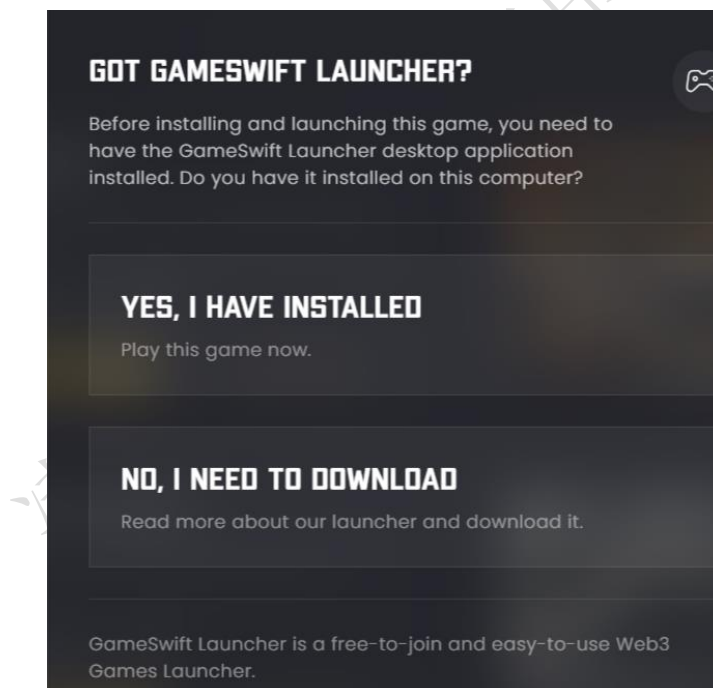 GOT GAMESWIFT LAUNCHER?
Before installing and launching this game, you need to
have the GameSwift Launcher desktop application
installed. Do you have it installed on this computer?
YES, I HAVE INSTALLED
Play this game now.
NO, I NEED TO DOWNLOAD
Read more about our launcher and download it.
GameSwift Launcher is a free-to-join and easy-to-use Web3
Games Launcher.